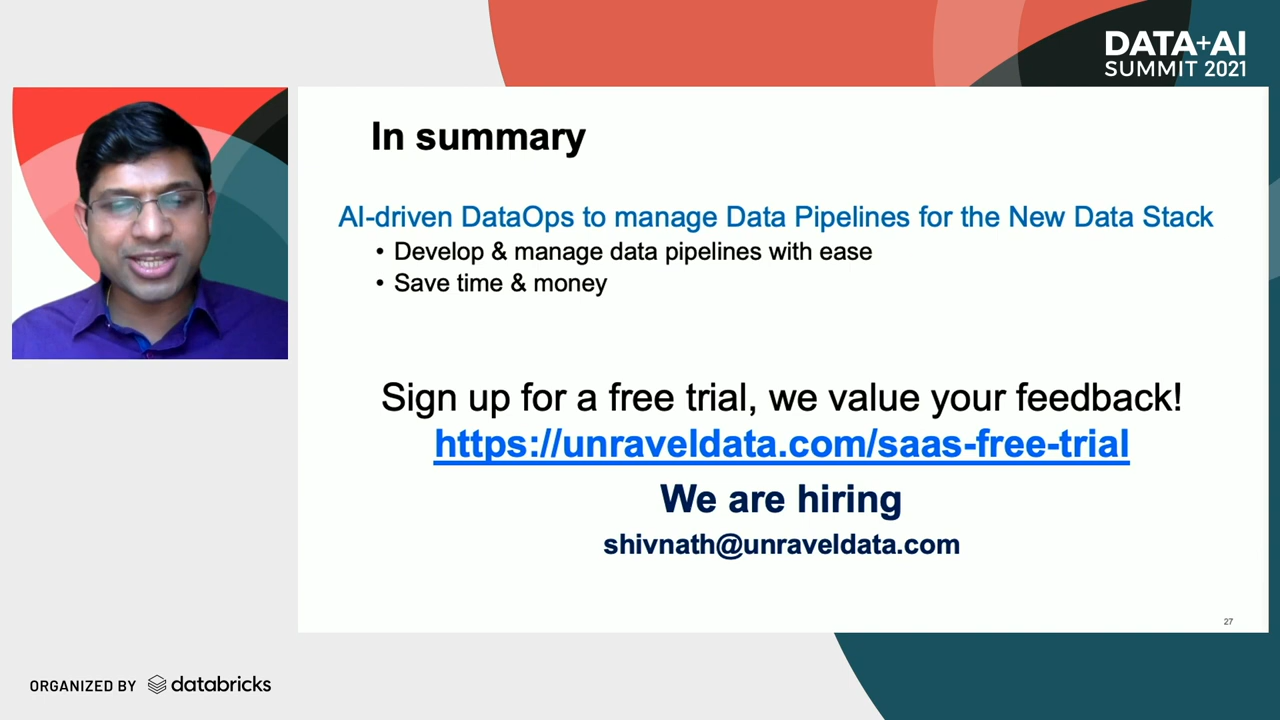 DATA+AI
SUMMIT 2021
In summary
AI-driven DataOps to manage Data Pipelines for the New Data Stack
• Develop & manage data pipelines with ease
• Save time & money
Sign up for a free trial, we value your feedback!
https://unraveldata.com/saas-free-trial
We are hiring
shivnath@unraveldata.com
27
ORGANIZED BY databricks